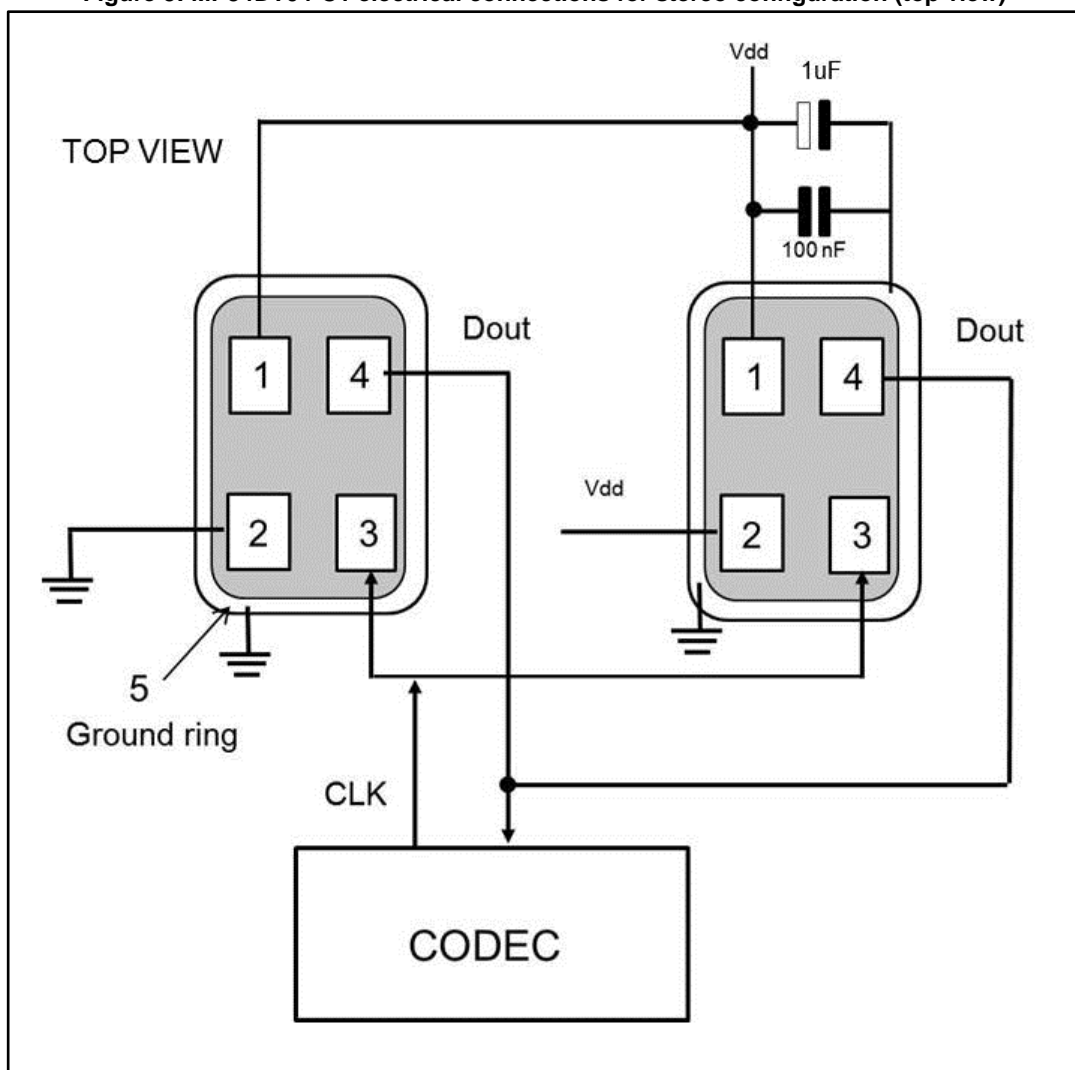 Vdd
1uF
TOP VIEW
100 nF
Dout
Dout
1
4
1
4
Vdd
2
3
2
3
5
Ground ring
CLK
CODEC